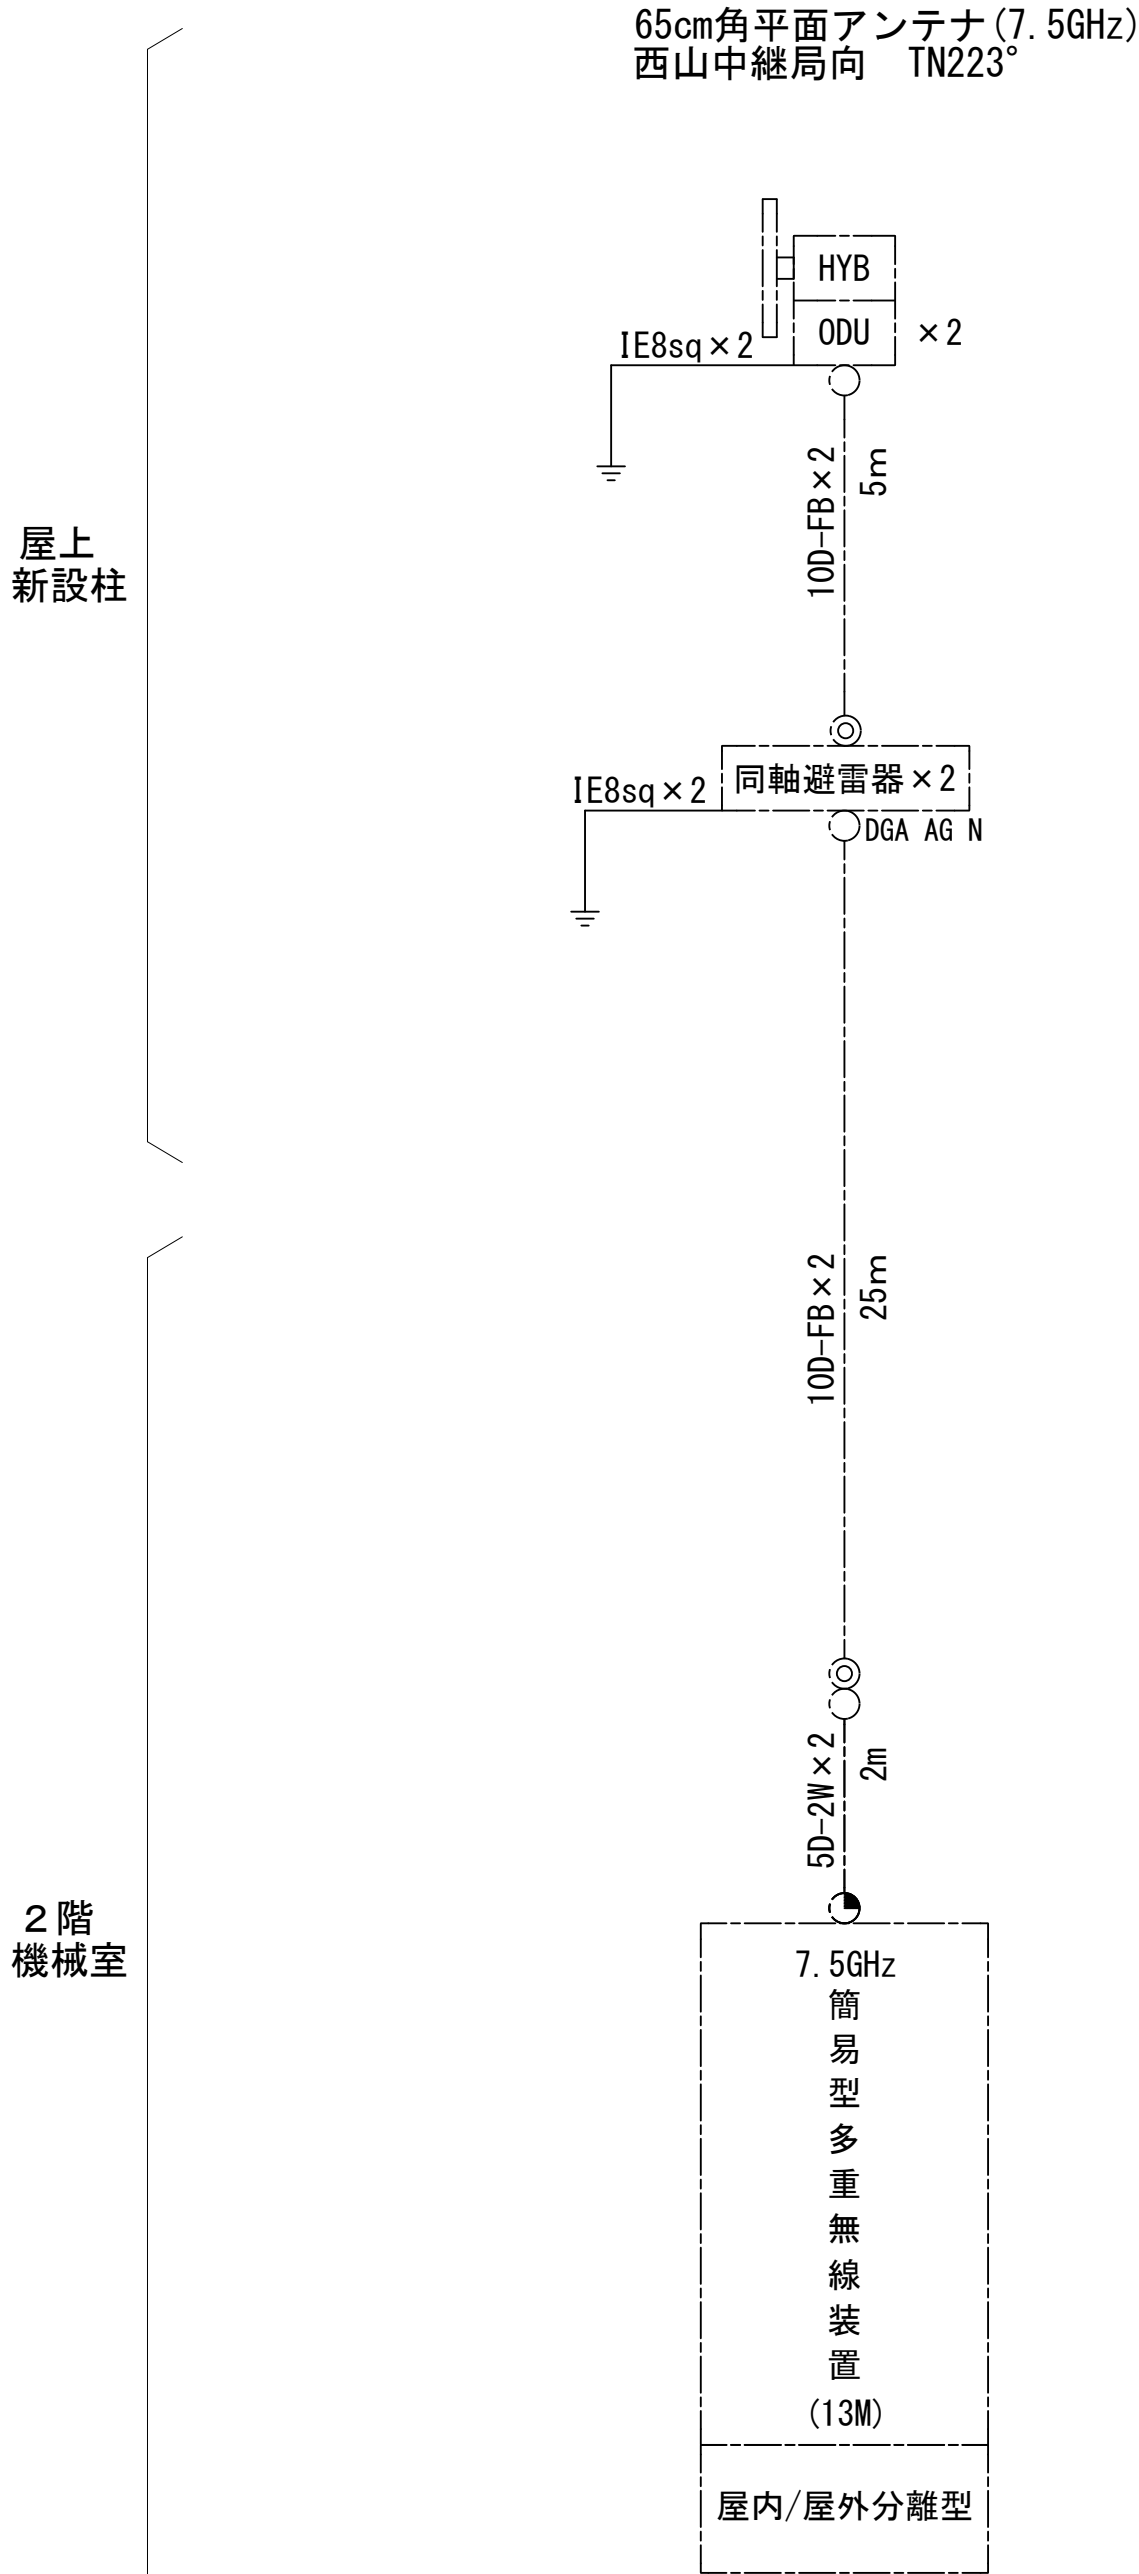 65cm角平面アンテナ(7.5GHz)
西山中継局向　TN223°
HYB
ODU
×2
IE8sq×2
10D-FB×2
5m
屋上
新設柱
同軸避雷器×2
IE8sq×2
DGA AG N
10D-FB×2
25m
5D-2W×2
2m
２階
機械室
7.5GHz
簡易型多重無線装置
(13M)
屋内/屋外分離型